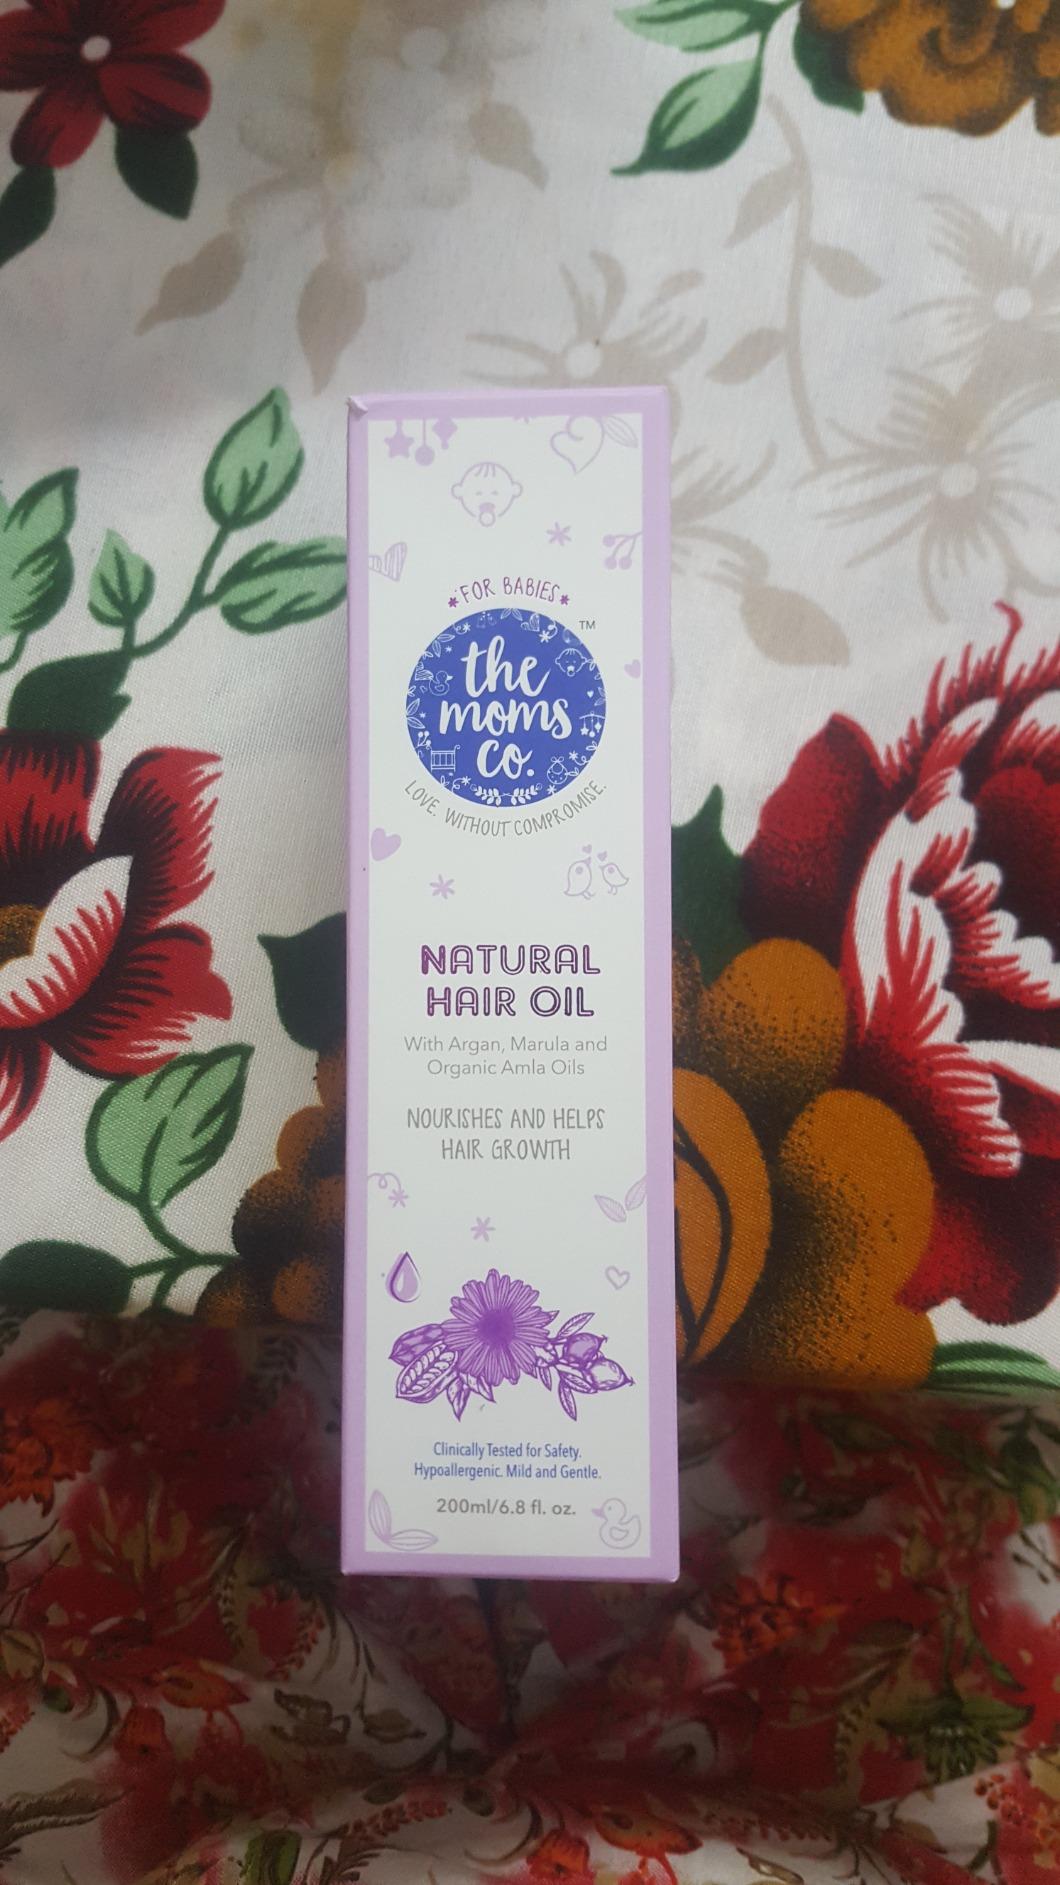 FOR BABIES
TM
the
moms
co.
LOVE. WITHOUT COMPROMISE.
NATURAL
HAIR OIL
With Argan, Marula and
Organic Amla Oils
NOURISHES AND HELPS
HAIR GROWTH
Clinically Tested for Safety.
Hypoallergenic. Mild and Gentle.
200ml/6.8 fl. oz.